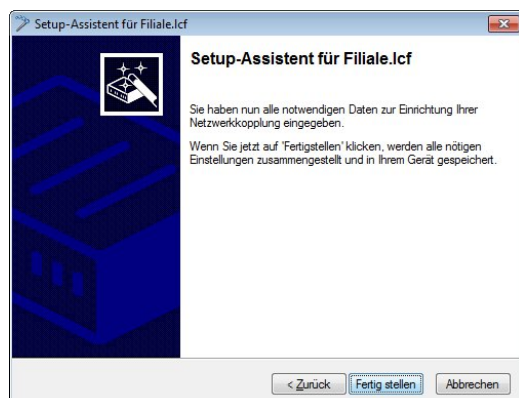 Setup-Assistent für Filiale.lcf
Setup-Assistent für Filiale.lcf
Sie haben nun alle notwendigen Daten zur Einrichtung Ihrer
Netzwerkkopplung eingegeben.
Wenn Sie jetzt auf 'Fertigstellen' klicken, werden alle nötigen
Einstellungen zusammengestellt und in Ihrem Gerät gespeichert.
< Zurück Fertig stellen Abbrechen